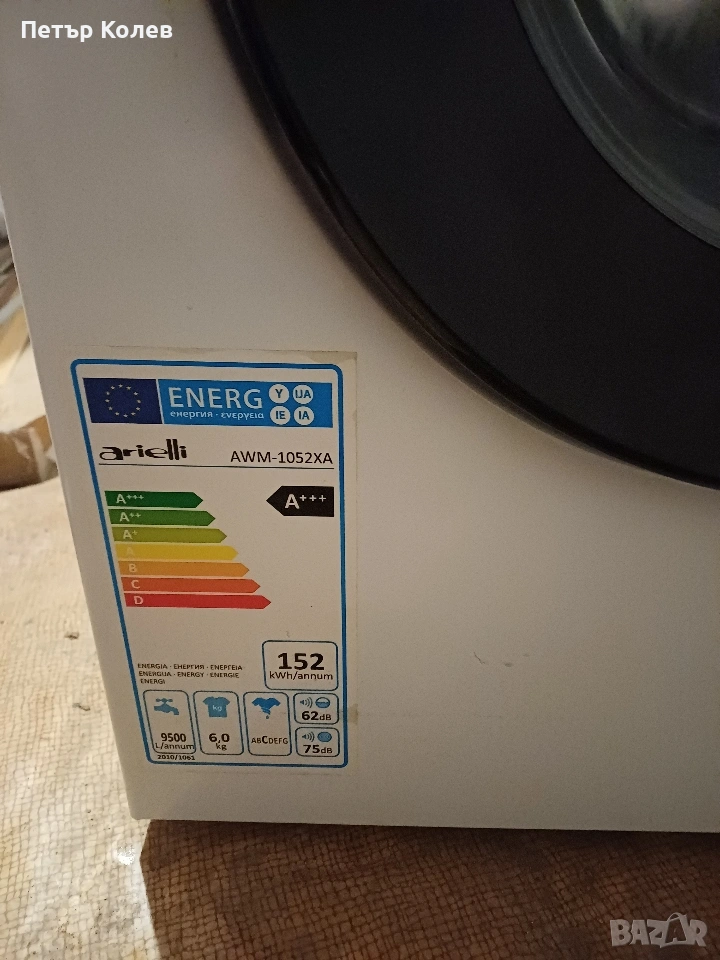 Петър Колев
ENERG Y IJA
енергия · ενεργεια IE IA
arielli AWM-1052XA
A+++ A+++
A++
A+
A
B
C
D
152
kWh/annum
ENERGIA · ЕНЕРГИЯ · ΕΝΕΡΓΕΙΑ
ENERGIJA · ENERGY · ENERGIE
ENERGI
kg
62dB
9500 6,0 ABCDEFG
L/annum kg 75dB
2010/1061
BAZAR